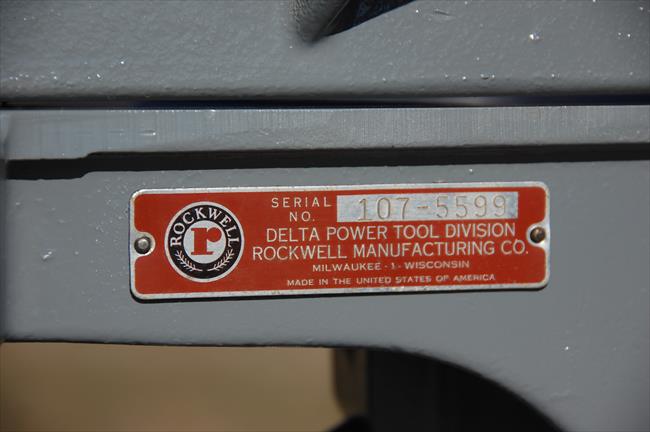 ROCKWELL
r
SERIAL
NO. 107-5599
DELTA POWER TOOL DIVISION
ROCKWELL MANUFACTURING CO.
MILWAUKEE - 1 - WISCONSIN
MADE IN THE UNITED STATES OF AMERICA